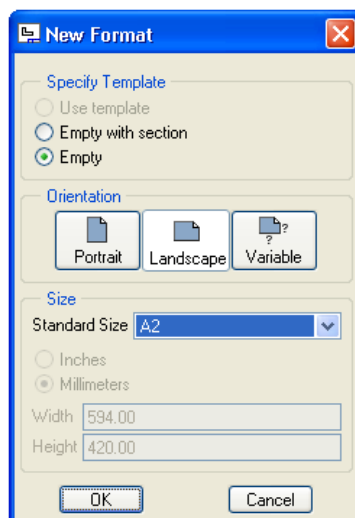 New Format
Specify Template
Use template
Empty with section
Empty
Orientation
Portrait Landscape Variable
Size
Standard Size A2
Inches
Millimeters
Width 594.00
Height 420.00
OK Cancel